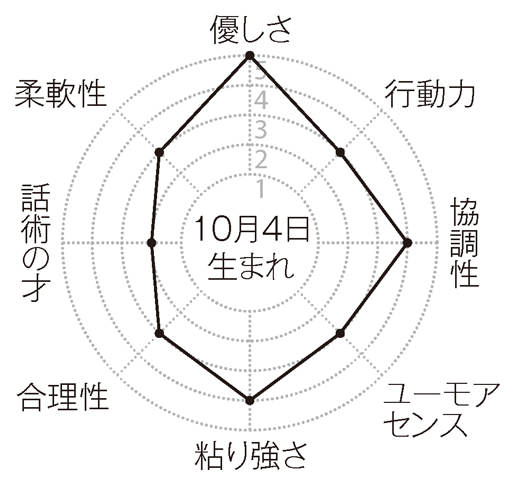 優しさ
行動力
協調性
ユーモア
センス
粘り強さ
合理性
話術の才
柔軟性
5
4
3
2
1
10月4日
生まれ